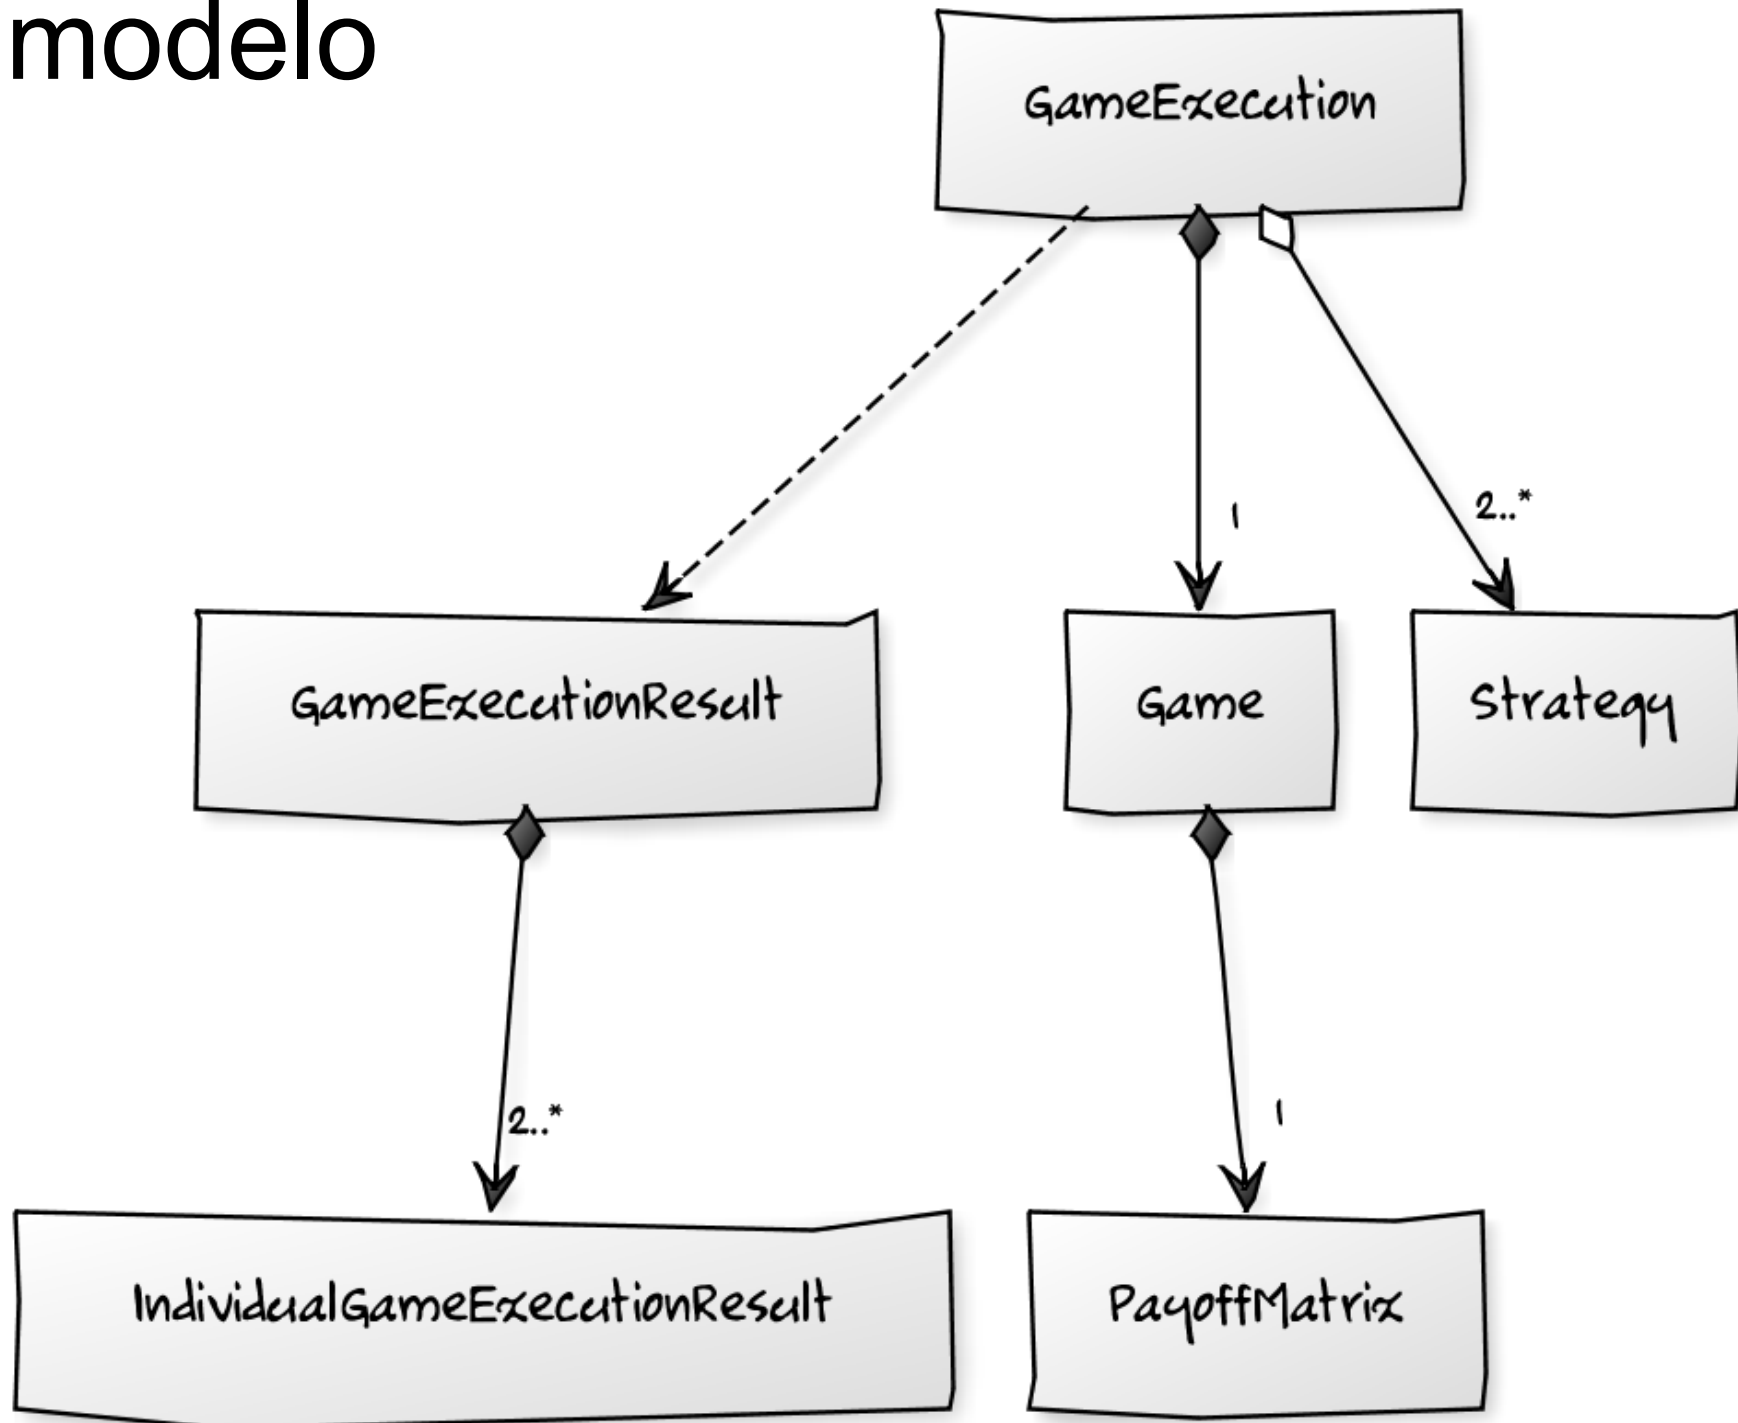 modelo
GameExecution
1
2..*
GameExecutionResult
Game
Strategy
2..*
1
IndividualGameExecutionResult
PayoffMatrix